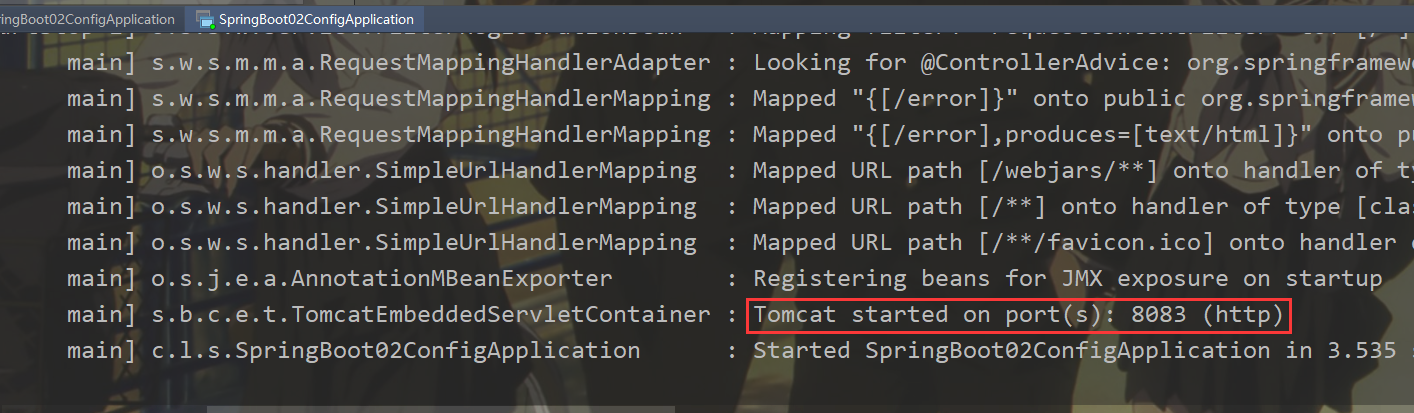 ringBoot02ConfigApplication SpringBoot02ConfigApplication
main] s.w.s.m.m.a.RequestMappingHandlerAdapter : Looking for @ControllerAdvice: org.springframew
main] s.w.s.m.m.a.RequestMappingHandlerMapping : Mapped "{[/error]}" onto public org.springframew
main] s.w.s.m.m.a.RequestMappingHandlerMapping : Mapped "{[/error],produces=[text/html]}" onto pu
main] o.s.w.s.handler.SimpleUrlHandlerMapping : Mapped URL path [/webjars/**] onto handler of ty
main] o.s.w.s.handler.SimpleUrlHandlerMapping : Mapped URL path [/**] onto handler of type [clas
main] o.s.w.s.handler.SimpleUrlHandlerMapping : Mapped URL path [/**/favicon.ico] onto handler
main] o.s.j.e.a.AnnotationMBeanExporter : Registering beans for JMX exposure on startup
main] s.b.c.e.t.TomcatEmbeddedServletContainer : Tomcat started on port(s): 8083 (http)
main] c.l.s.SpringBoot02ConfigApplication : Started SpringBoot02ConfigApplication in 3.535